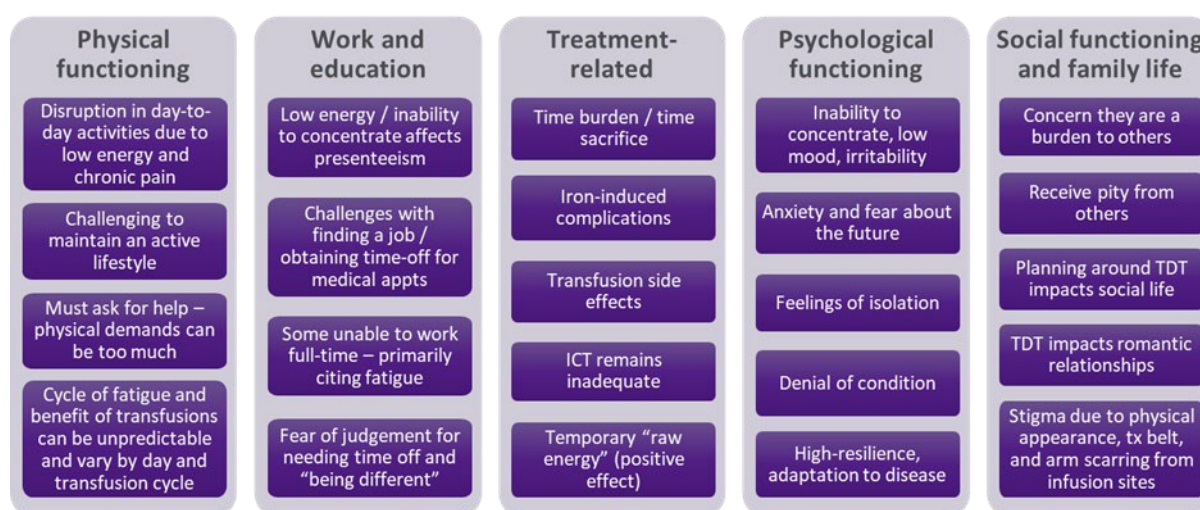 Physical
functioning
Disruption in day-to-
day activities due to
low energy and
chronic pain
Challenging to
maintain an active
lifestyle
Must ask for help –
physical demands can
be too much
Cycle of fatigue and
benefit of transfusions
can be unpredictable
and vary by day and
transfusion cycle
Work and
education
Low energy / inability
to concentrate affects
presenteeism
Challenges with
finding a job /
obtaining time-off for
medical appts
Some unable to work
full-time – primarily
citing fatigue
Fear of judgement for
needing time off and
“being different”
Treatment-
related
Time burden / time
sacrifice
Iron-induced
complications
Transfusion side
effects
ICT remains
inadequate
Temporary “raw
energy” (positive
effect)
Psychological
functioning
Inability to
concentrate, low
mood, irritability
Anxiety and fear about
the future
Feelings of isolation
Denial of condition
High-resilience,
adaptation to disease
Social functioning
and family life
Concern they are a
burden to others
Receive pity from
others
Planning around TDT
impacts social life
TDT impacts romantic
relationships
Stigma due to physical
appearance, tx belt,
and arm scarring from
infusion sites